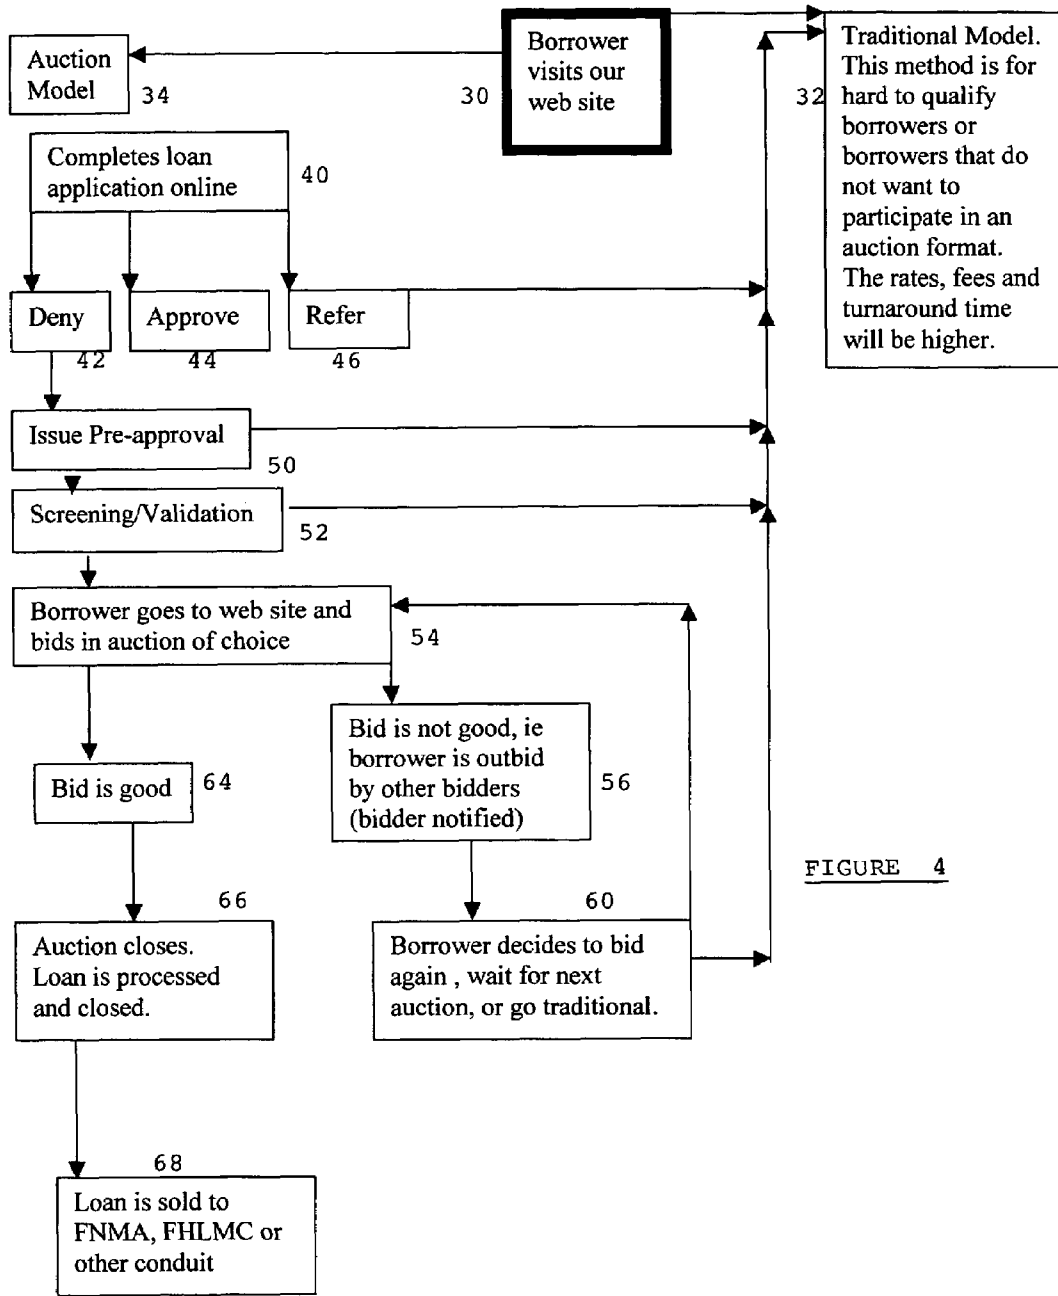 Auction
Model
34
30
Borrower
visits our
web site
32
Traditional Model.
This method is for
hard to qualify
borrowers or
borrowers that do
not want to
participate in an
auction format.
The rates, fees and
turnaround time
will be higher.
Completes loan
application online
40
Deny
42
Approve
44
Refer
46
Issue Pre-approval
50
Screening/Validation
52
Borrower goes to web site and
bids in auction of choice
54
Bid is not good, ie
borrower is outbid
by other bidders
(bidder notified)
56
Bid is good
64
FIGURE 4
66
Auction closes.
Loan is processed
and closed.
60
Borrower decides to bid
again , wait for next
auction, or go traditional.
68
Loan is sold to
FNMA, FHLMC or
other conduit